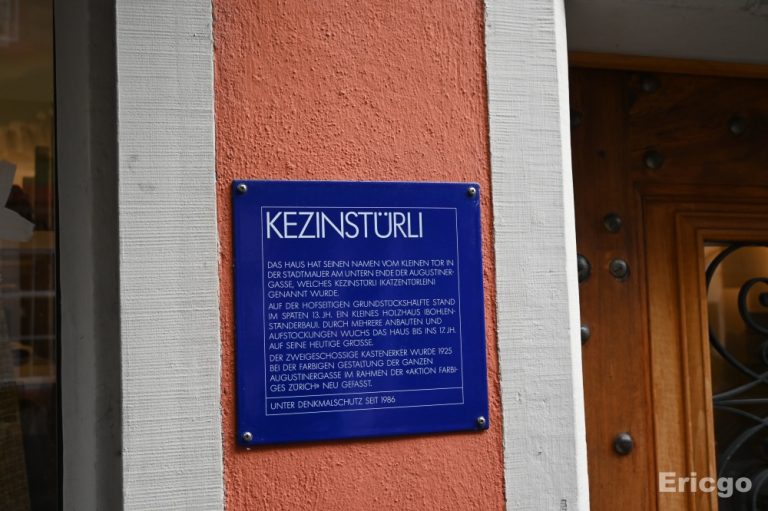 KEZINSTÜRLI
DAS HAUS HAT SEINEN NAMEN VOM KLEINEN TOR IN
DER STADTMAUER AM UNTERN ENDE DER AUGUSTINER-
GASSE, WELCHES KEZINSTÜRLI (KATZENTÜRLEIN)
GENANNT WURDE.
AUF DER HOFSEITIGEN GRUNDSTÜCKSHÄLFTE STAND
IM SPÄTEN 13. JH. EIN KLEINES HOLZHAUS (BOHLEN-
STÄNDERBAU). DURCH MEHRERE ANBAUTEN UND
AUFSTOCKUNGEN WUCHS DAS HAUS BIS INS 17. JH.
AUF SEINE HEUTIGE GRÖSSE.
DER ZWEIGESCHOSSIGE KASTENERKER WURDE 1925
BEI DER FARBIGEN GESTALTUNG DER GANZEN
AUGUSTINERGASSE IM RAHMEN DER «AKTION FARBI-
GES ZÜRICH» NEU GEFASST.
UNTER DENKMALSCHUTZ SEIT 1986
Ericgo